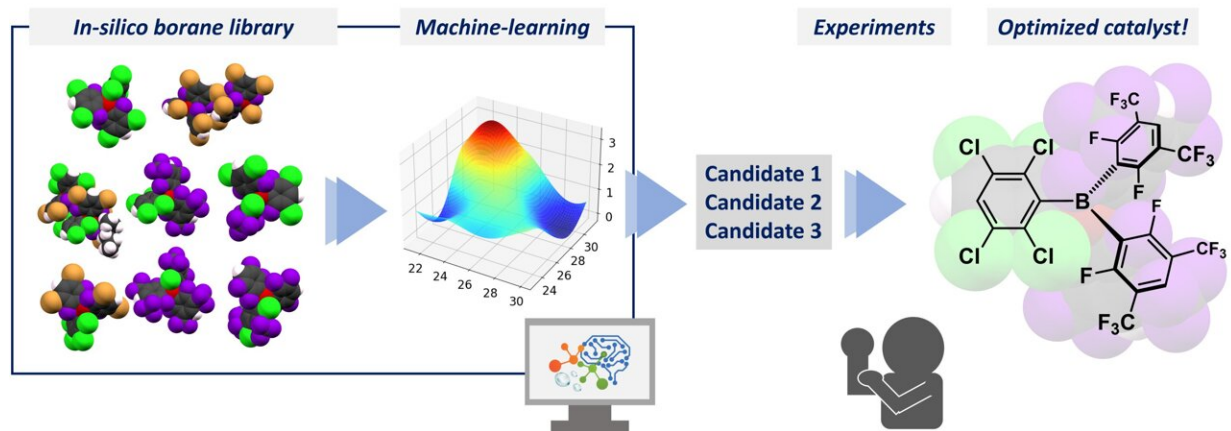 In-silico borane library
Machine-learning
Experiments
Optimized catalyst!
3
2
1
0
30
28
26
24
22
24
26
28
30
Candidate 1
Candidate 2
Candidate 3
F₃C
F
CF₃
Cl
Cl
F
B
F
CF₃
Cl
Cl
F
F₃C